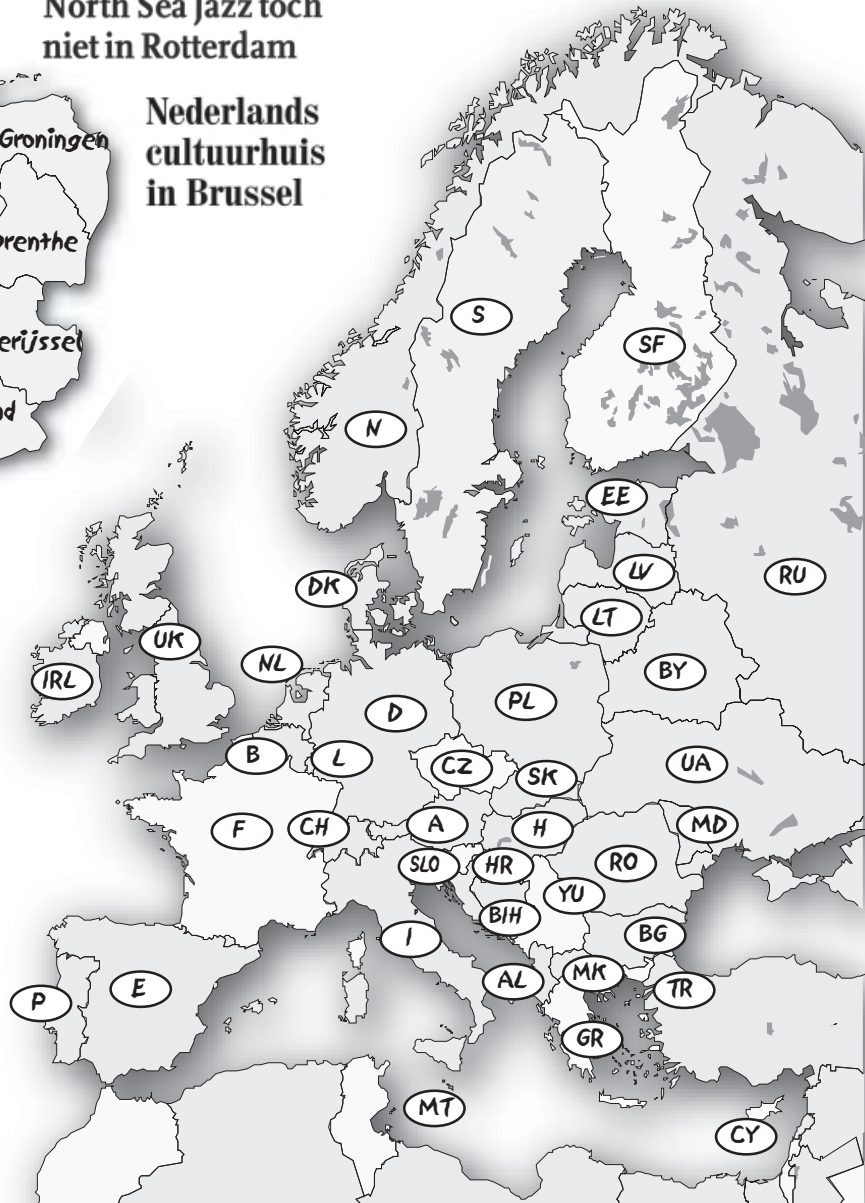 North Sea Jazz toch
niet in Rotterdam
Nederlands
cultuurhuis
in Brussel
Groningen
renthe
erijssel
d
S
SF
N
EE
LV
RU
DK
LT
UK
NL
BY
IRL
PL
D
B
L
CZ
SK
UA
F
CH
A
H
MD
SLO
HR
RO
YU
BIH
I
BG
AL
MK
TR
P
E
GR
MT
CY